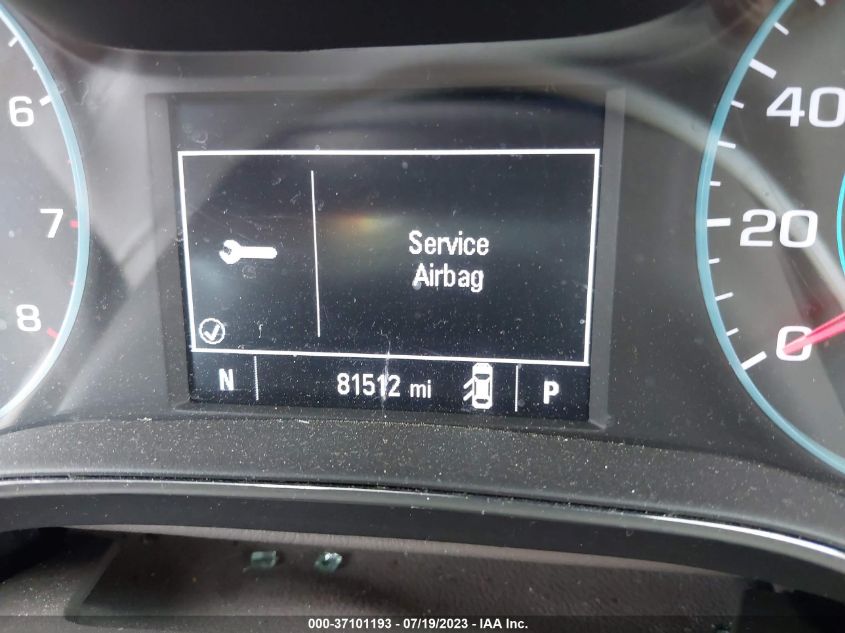 6
7
8
40
20
0
Service
Airbag
N
81512 mi
P
000-37101193 - 07/19/2023 - IAA Inc.